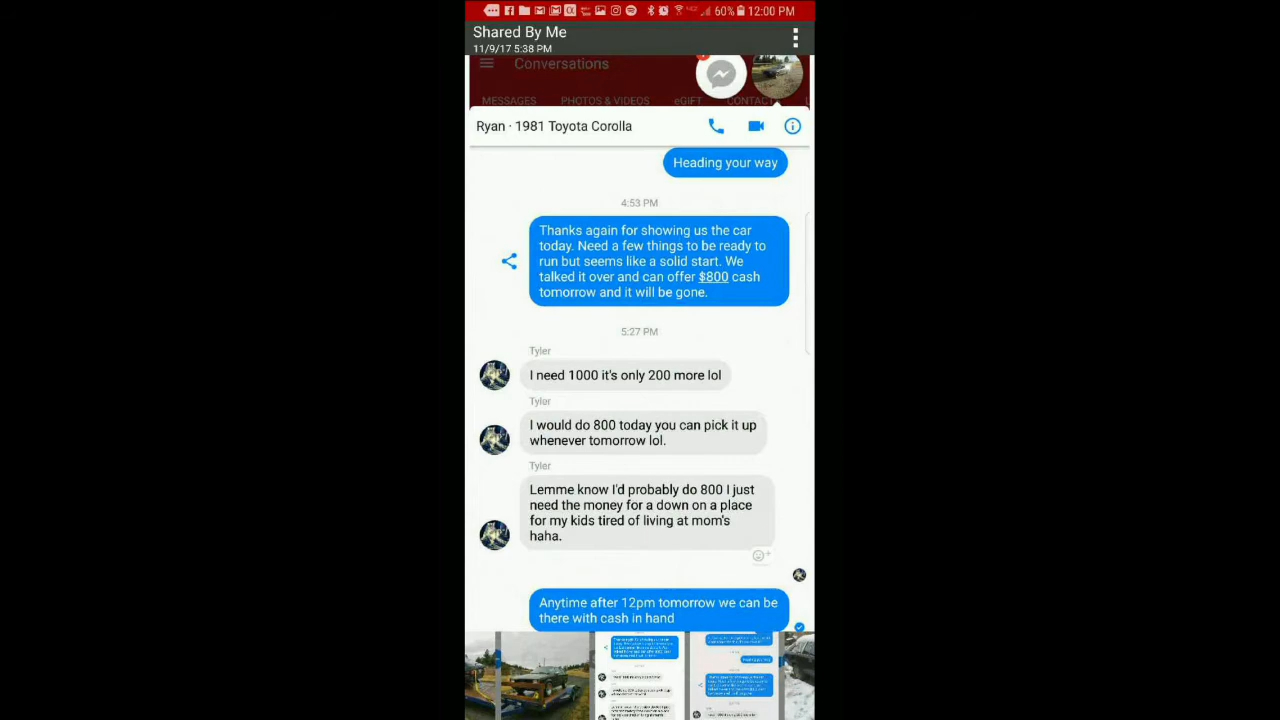 60% 12:00 PM
Shared By Me
11/9/17 5:38 PM
Conversations
MESSAGES PHOTOS & VIDEOS eGIFT CONTACT
Ryan · 1981 Toyota Corolla
Heading your way
4:53 PM
Thanks again for showing us the car
today. Need a few things to be ready to
run but seems like a solid start. We
talked it over and can offer $800 cash
tomorrow and it will be gone.
5:27 PM
Tyler
I need 1000 it's only 200 more lol
Tyler
I would do 800 today you can pick it up
whenever tomorrow lol.
Tyler
Lemme know I'd probably do 800 I just
need the money for a down on a place
for my kids tired of living at mom's
haha.
Anytime after 12pm tomorrow we can be
there with cash in hand